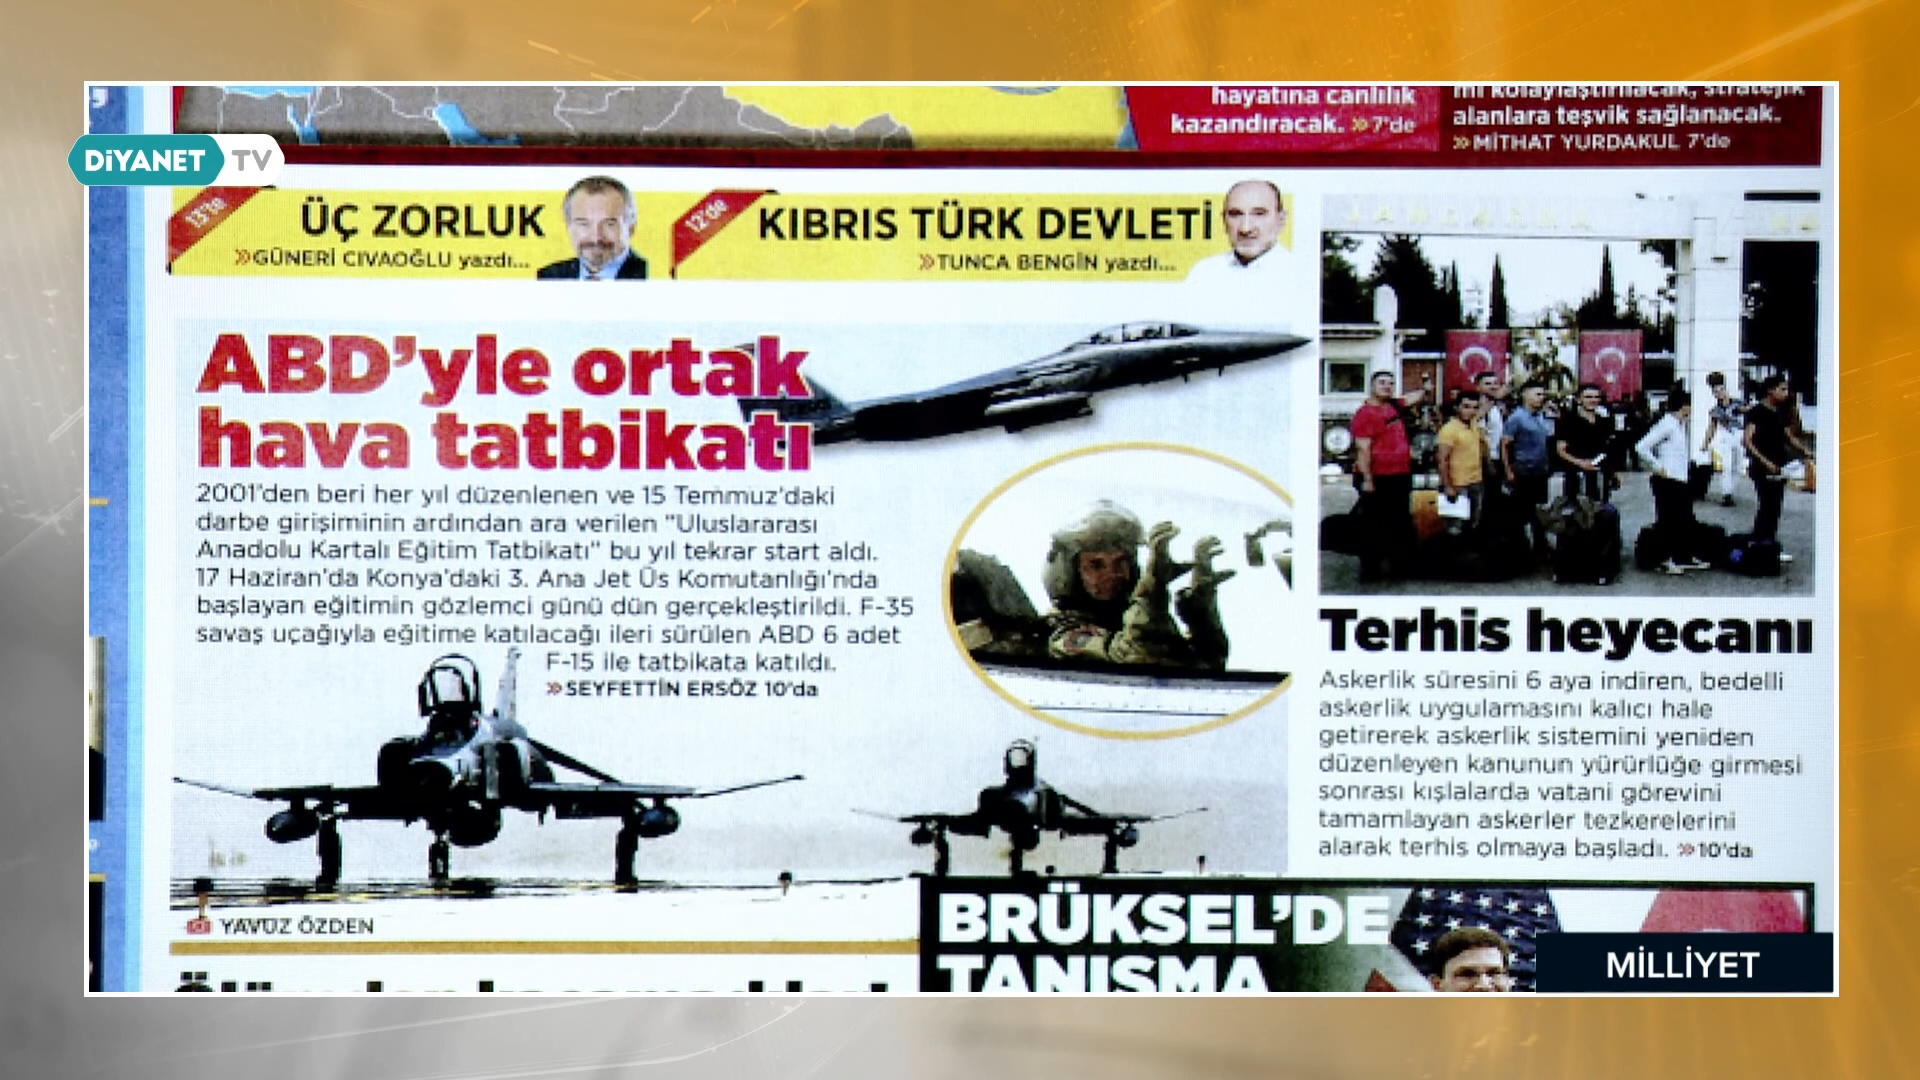 DİYANET TV
hayatına canlılık
kazandıracak. »7'de
mı kolaylaştırılacak, stratejik
alanlara teşvik sağlanacak.
»MİTHAT YURDAKUL 7'de
13'te
ÜÇ ZORLUK
»GÜNERİ CIVAOĞLU yazdı...
12'de
KIBRIS TÜRK DEVLETİ
»TUNCA BENGİN yazdı...
ABD'yle ortak
hava tatbikatı
2001'den beri her yıl düzenlenen ve 15 Temmuz'daki
darbe girişiminin ardından ara verilen "Uluslararası
Anadolu Kartalı Eğitim Tatbikatı" bu yıl tekrar start aldı.
17 Haziran'da Konya'daki 3. Ana Jet Üs Komutanlığı'nda
başlayan eğitimin gözlemci günü dün gerçekleştirildi. F-35
savaş uçağıyla eğitime katılacağı ileri sürülen ABD 6 adet
F-15 ile tatbikata katıldı.
»SEYFETTİN ERSÖZ 10'da
YAVUZ ÖZDEN
Terhis heyecanı
Askerlik süresini 6 aya indiren, bedelli
askerlik uygulamasını kalıcı hale
getirerek askerlik sistemini yeniden
düzenleyen kanunun yürürlüğe girmesi
sonrası kışlalarda vatani görevini
tamamlayan askerler tezkerelerini
alarak terhis olmaya başladı. »10'da
BRÜKSEL'DE
TANIŞMA
MİLLİYET